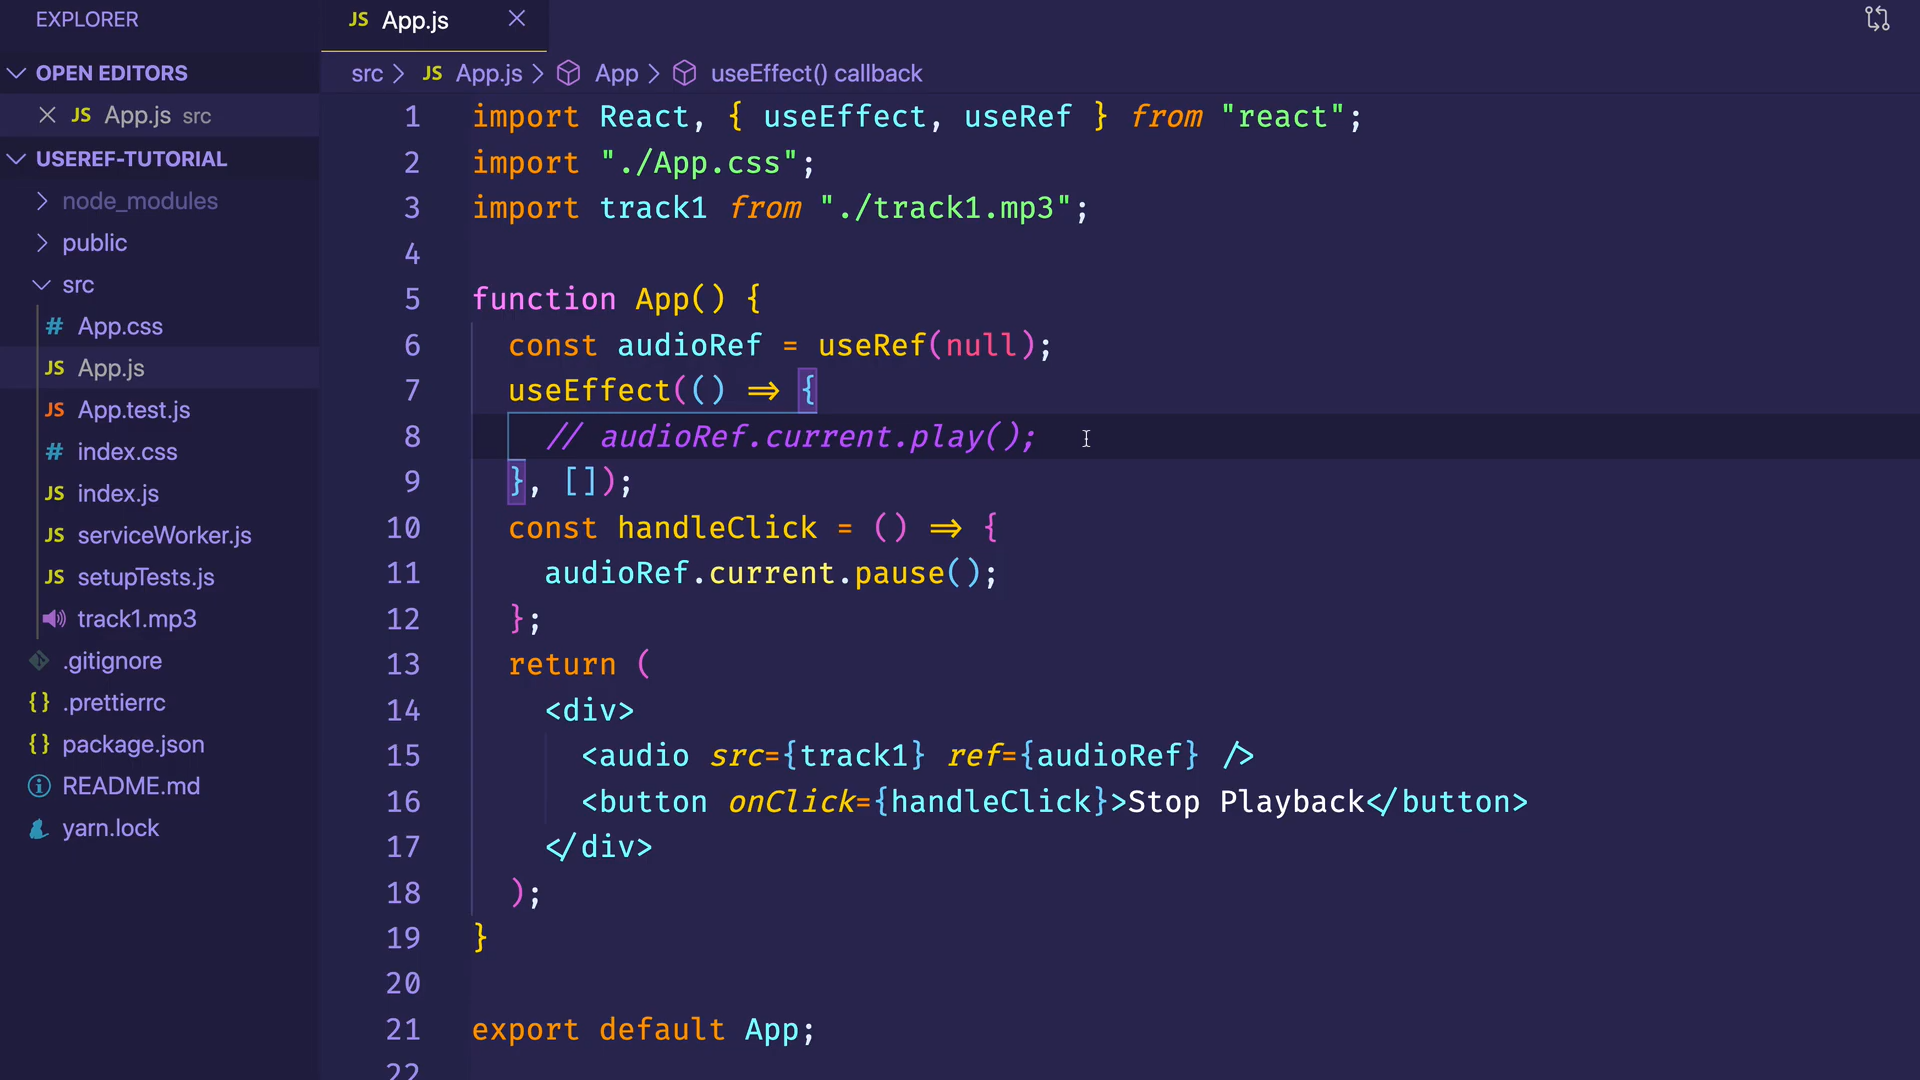 EXPLORER
OPEN EDITORS
JS App.js src
USEREF-TUTORIAL
node_modules
public
src
# App.css
JS App.js
JS App.test.js
# index.css
JS index.js
JS serviceWorker.js
JS setupTests.js
track1.mp3
.gitignore
{} .prettierrc
{} package.json
README.md
yarn.lock
JS App.js
src > JS App.js > App > useEffect() callback
1 import React, { useEffect, useRef } from "react";
2 import "./App.css";
3 import track1 from "./track1.mp3";
4
5 function App() {
6 const audioRef = useRef(null);
7 useEffect(() => {
8 // audioRef.current.play();
9 }, []);
10 const handleClick = () => {
11 audioRef.current.pause();
12 };
13 return (
14 <div>
15 <audio src={track1} ref={audioRef} />
16 <button onClick={handleClick}>Stop Playback</button>
17 </div>
18 );
19 }
20
21 export default App;
22